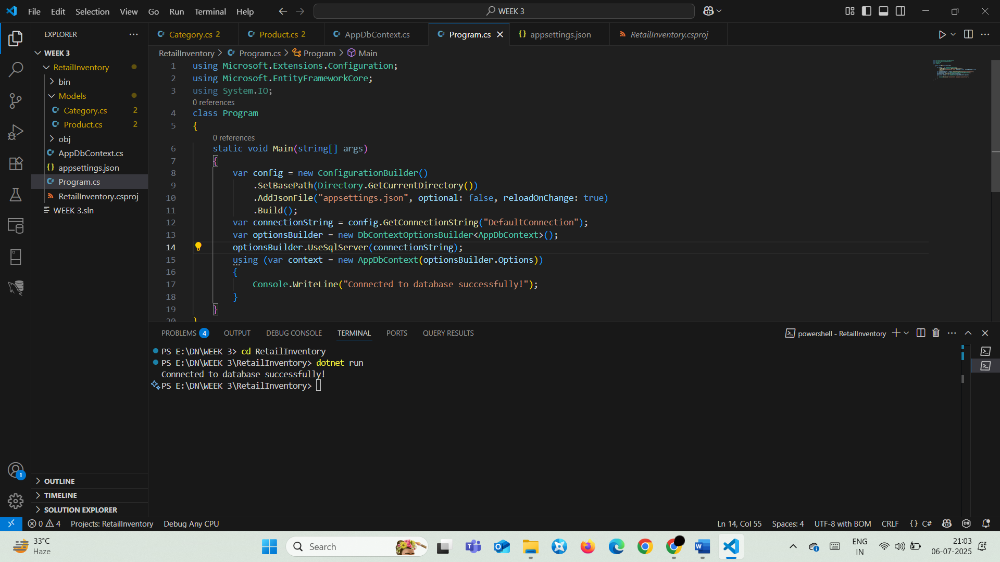 File Edit Selection View Go Run Terminal Help
WEEK 3
EXPLORER
WEEK 3
RetailInventory
bin
Models
Category.cs 2
Product.cs 2
obj
AppDbContext.cs
appsettings.json
Program.cs
RetailInventory.csproj
WEEK 3.sln
OUTLINE
TIMELINE
SOLUTION EXPLORER
Category.cs 2 Product.cs 2 AppDbContext.cs Program.cs appsettings.json RetailInventory.csproj
RetailInventory > Program.cs > Program > Main
1 using Microsoft.Extensions.Configuration;
2 using Microsoft.EntityFrameworkCore;
3 using System.IO;
0 references
4 class Program
5 {
0 references
6 static void Main(string[] args)
7 {
8 var config = new ConfigurationBuilder()
9 .SetBasePath(Directory.GetCurrentDirectory())
10 .AddJsonFile("appsettings.json", optional: false, reloadOnChange: true)
11 .Build();
12 var connectionString = config.GetConnectionString("DefaultConnection");
13 var optionsBuilder = new DbContextOptionsBuilder<AppDbContext>();
14 optionsBuilder.UseSqlServer(connectionString);
15 using (var context = new AppDbContext(optionsBuilder.Options))
16 {
17 Console.WriteLine("Connected to database successfully!");
18 }
19 }
20 }
PROBLEMS 4 OUTPUT DEBUG CONSOLE TERMINAL PORTS QUERY RESULTS
powershell - RetailInventory
PS E:\DN\WEEK 3> cd RetailInventory
PS E:\DN\WEEK 3\RetailInventory> dotnet run
Connected to database successfully!
PS E:\DN\WEEK 3\RetailInventory>
1
0 4 Projects: RetailInventory Debug Any CPU
Ln 14, Col 55 Spaces: 4 UTF-8 with BOM CRLF {} C#
33°C
Haze
Search
ENG
IN
21:03
06-07-2025